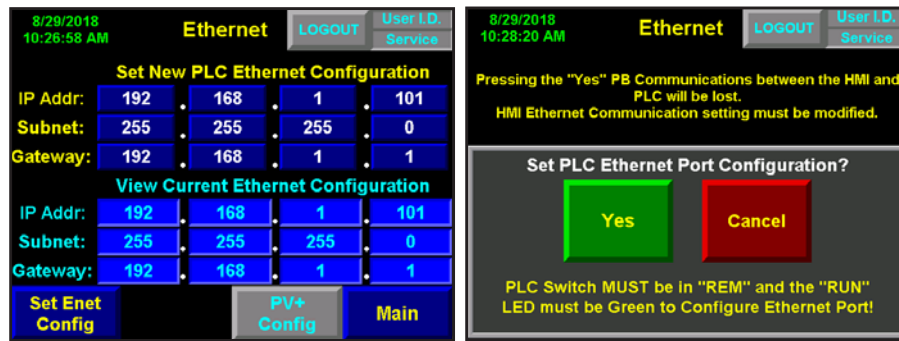 8/29/2018
10:26:58 AM
Ethernet
LOGOUT
User I.D.
Service
Set New PLC Ethernet Configuration
IP Addr: 192 . 168 . 1 . 101
Subnet: 255 . 255 . 255 . 0
Gateway: 192 . 168 . 1 . 1
View Current Ethernet Configuration
IP Addr: 192 . 168 . 1 . 101
Subnet: 255 . 255 . 255 . 0
Gateway: 192 . 168 . 1 . 1
Set Enet
Config
PV+
Config
Main
8/29/2018
10:28:20 AM
Ethernet
LOGOUT
User I.D.
Service
Pressing the "Yes" PB Communications between the HMI and
PLC will be lost.
HMI Ethernet Communication setting must be modified.
Set PLC Ethernet Port Configuration?
Yes
Cancel
PLC Switch MUST be in "REM" and the "RUN"
LED must be Green to Configure Ethernet Port!